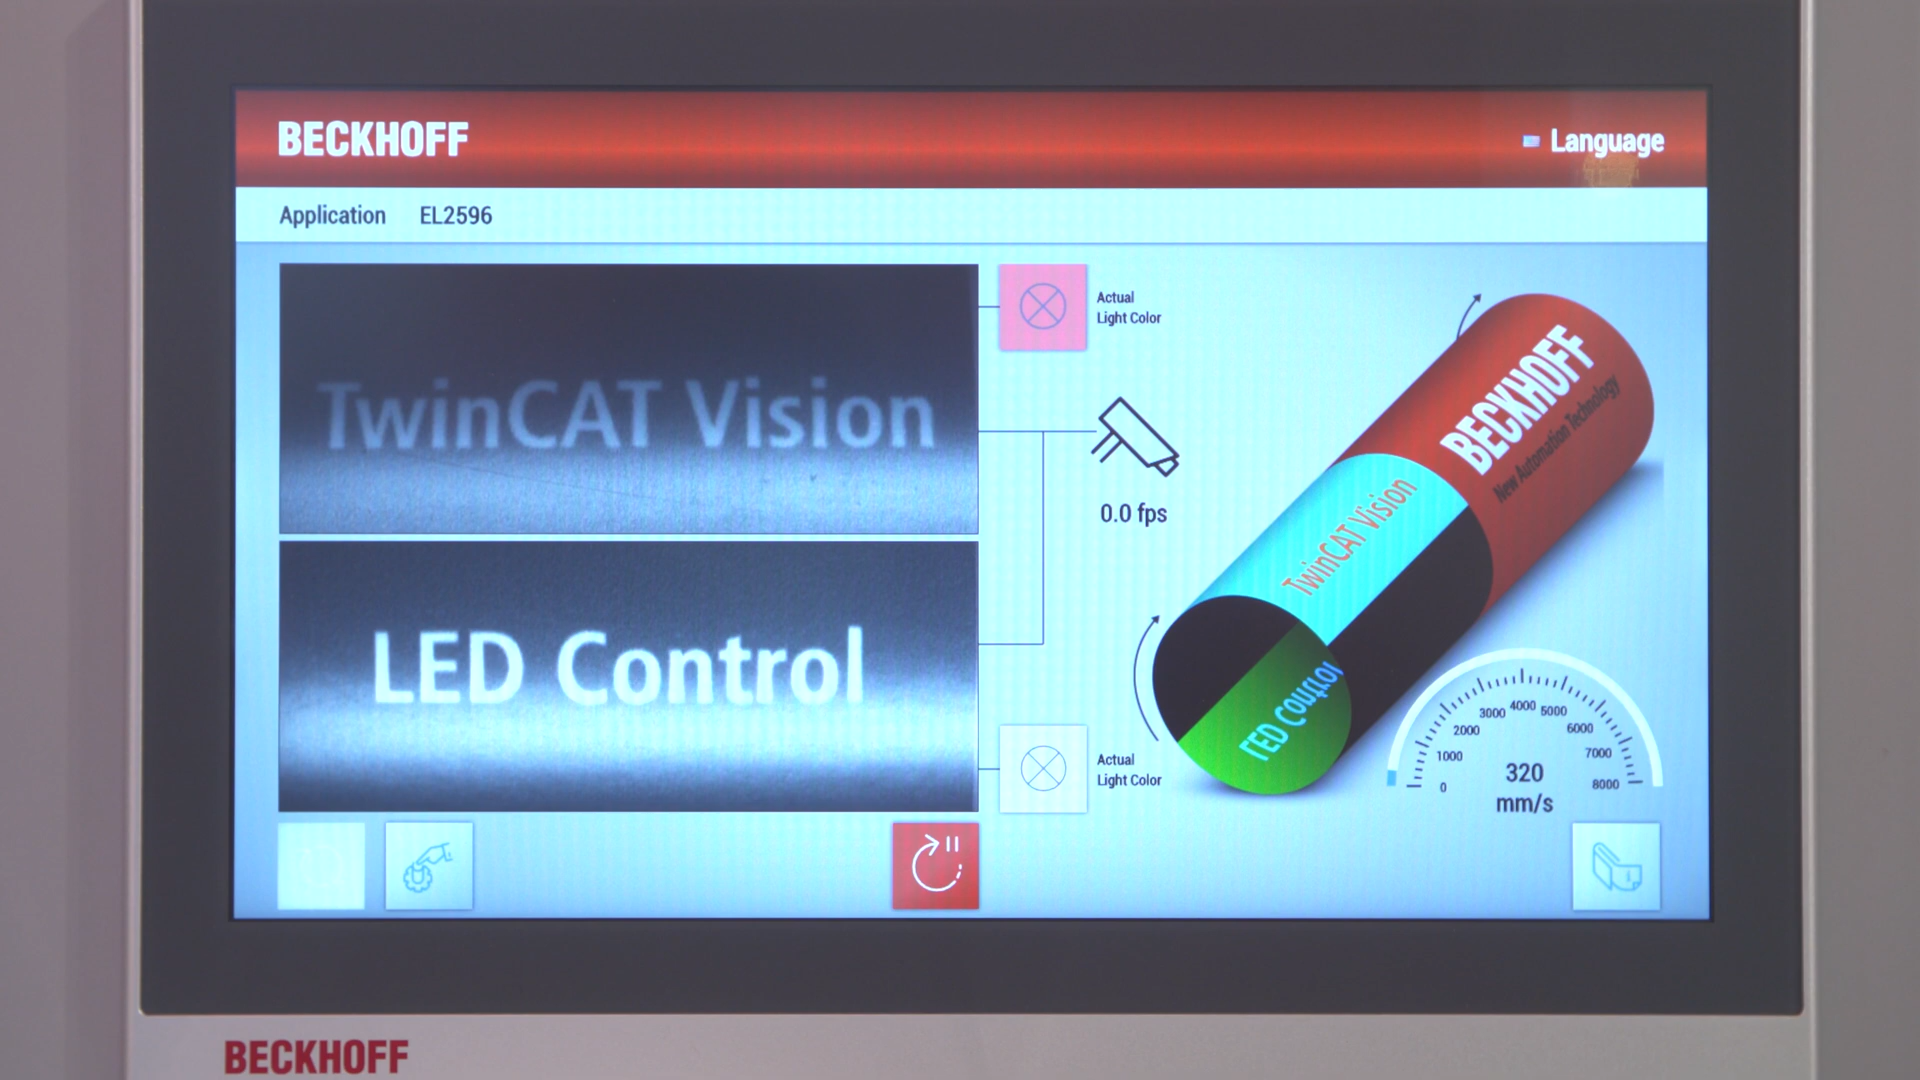 BECKHOFF
Language
Application EL2596
TwinCAT Vision
Actual
Light Color
0.0 fps
LED Control
Actual
Light Color
BECKHOFF
New Automation Technology
TwinCAT Vision
LED Control
0
1000
2000
3000
4000
5000
6000
7000
8000
320
mm/s
BECKHOFF